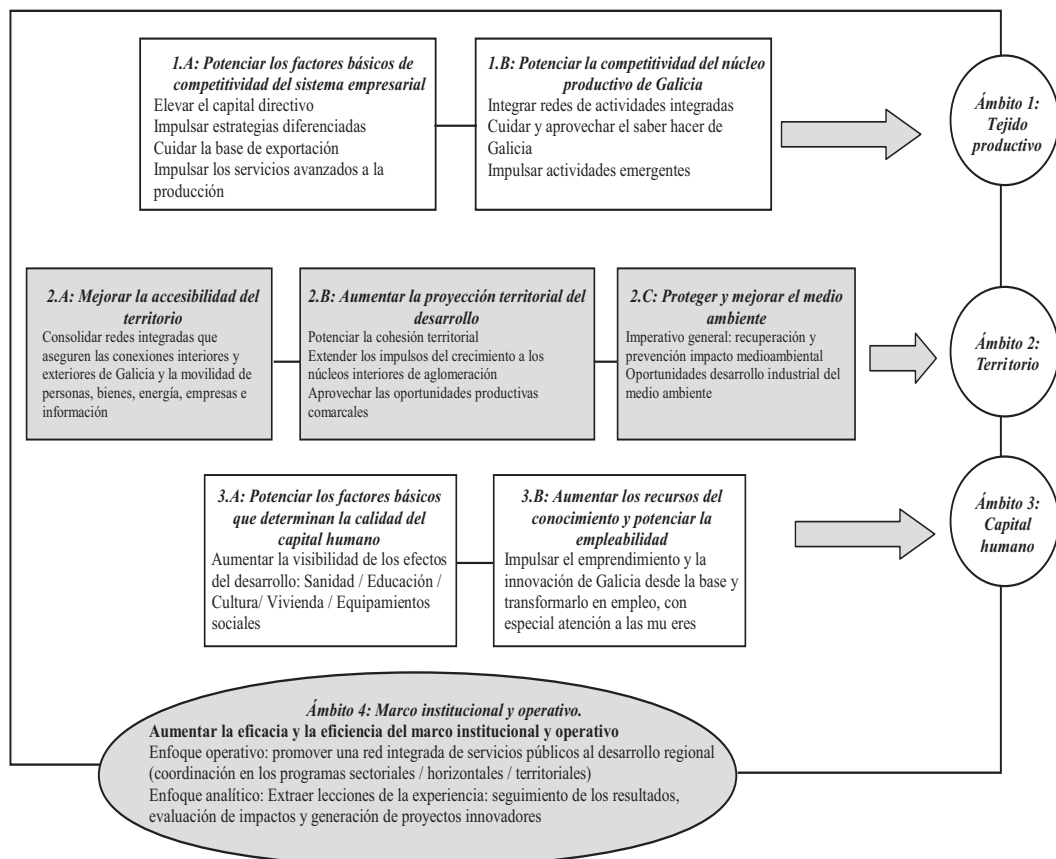 1.A: Potenciar los factores básicos de
competitividad del sistema empresarial
Elevar el capital directivo
Impulsar estrategias diferenciadas
Cuidar la base de exportación
Impulsar los servicios avanzados a la
producción
1.B: Potenciar la competitividad del núcleo
productivo de Galicia
Integrar redes de actividades integradas
Cuidar y aprovechar el saber hacer de
Galicia
Impulsar actividades emergentes
Ámbito 1:
Tejido
productivo
2.A: Mejorar la accesibilidad del
territorio
Consolidar redes integradas que
aseguren las conexiones interiores y
exteriores de Galicia y la movilidad de
personas, bienes, energía, empresas e
información
2.B: Aumentar la proyección territorial del
desarrollo
Potenciar la cohesión territorial
Extender los impulsos del crecimiento a los
núcleos interiores de aglomeración
Aprovechar las oportunidades productivas
comarcales
2.C: Proteger y mejorar el medio
ambiente
Imperativo general: recuperación y
prevención impacto medioambiental
Oportunidades desarrollo industrial del
medio ambiente
Ámbito 2:
Territorio
3.A: Potenciar los factores básicos
que determinan la calidad del
capital humano
Aumentar la visibilidad de los efectos
del desarrollo: Sanidad / Educación /
Cultura/ Vivienda / Equipamientos
sociales
3.B: Aumentar los recursos del
conocimiento y potenciar la
empleabilidad
Impulsar el emprendimiento y la
innovación de Galicia desde la base y
transformarlo en empleo, con
especial atención a las mu eres
Ámbito 3:
Capital
humano
Ámbito 4: Marco institucional y operativo.
Aumentar la eficacia y la eficiencia del marco institucional y operativo
Enfoque operativo: promover una red integrada de servicios públicos al desarrollo regional
(coordinación en los programas sectoriales / horizontales / territoriales)
Enfoque analítico: Extraer lecciones de la experiencia: seguimiento de los resultados,
evaluación de impactos y generación de proyectos innovadores